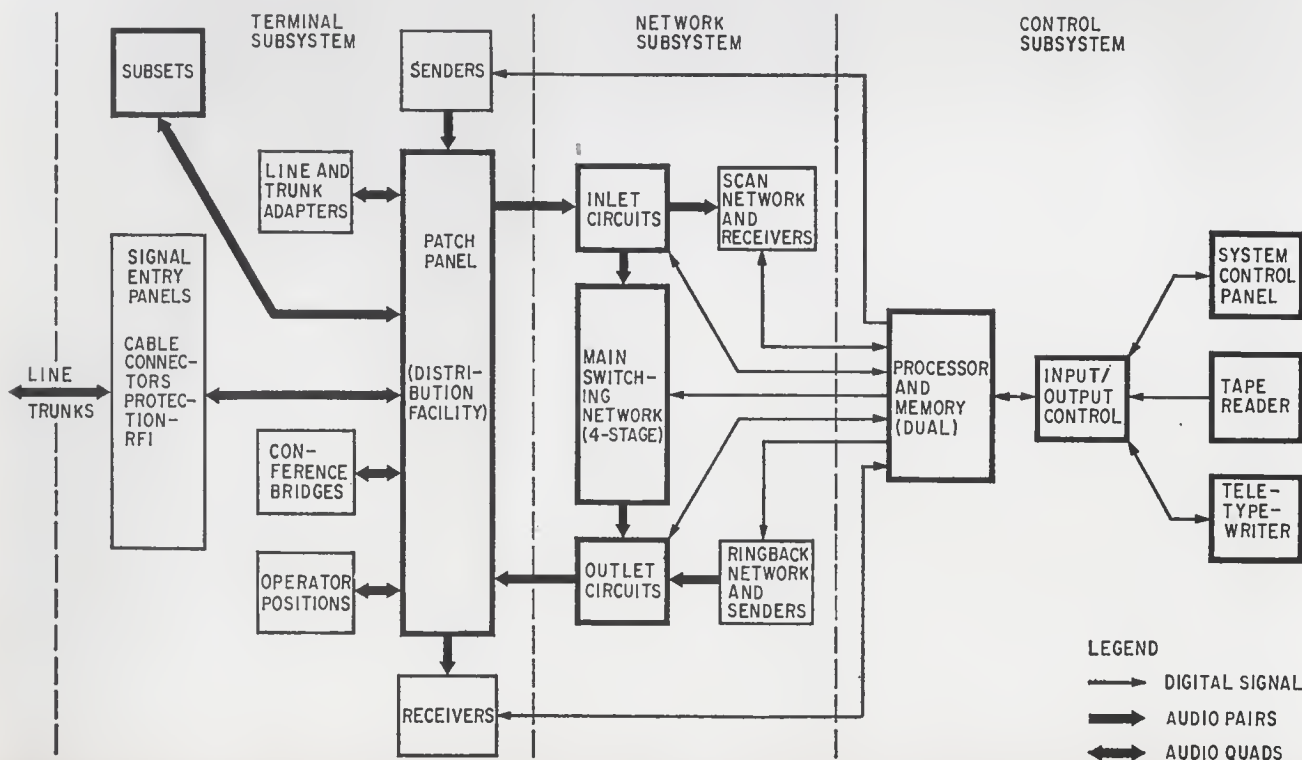 TERMINAL
SUBSYSTEM
NETWORK
SUBSYSTEM
CONTROL
SUBSYSTEM
SUBSETS
SENDERS
LINE AND
TRUNK
ADAPTERS
INLET
CIRCUITS
SCAN
NETWORK
AND
RECEIVERS
SIGNAL
ENTRY
PANELS
CABLE
CONNEC-
TORS
PROTEC-
TION-
RFI
PATCH
PANEL
(DISTRI-
BUTION
FACILITY)
LINE
TRUNKS
MAIN
SWITCH-
ING
NETWORK
(4-STAGE)
PROCESSOR
AND
MEMORY
(DUAL)
INPUT/
OUTPUT
CONTROL
SYSTEM
CONTROL
PANEL
TAPE
READER
TELE-
TYPE-
WRITER
CON-
FERENCE
BRIDGES
OPERATOR
POSITIONS
OUTLET
CIRCUITS
RINGBACK
NETWORK
AND
SENDERS
RECEIVERS
LEGEND
DIGITAL SIGNAL
AUDIO PAIRS
AUDIO QUADS